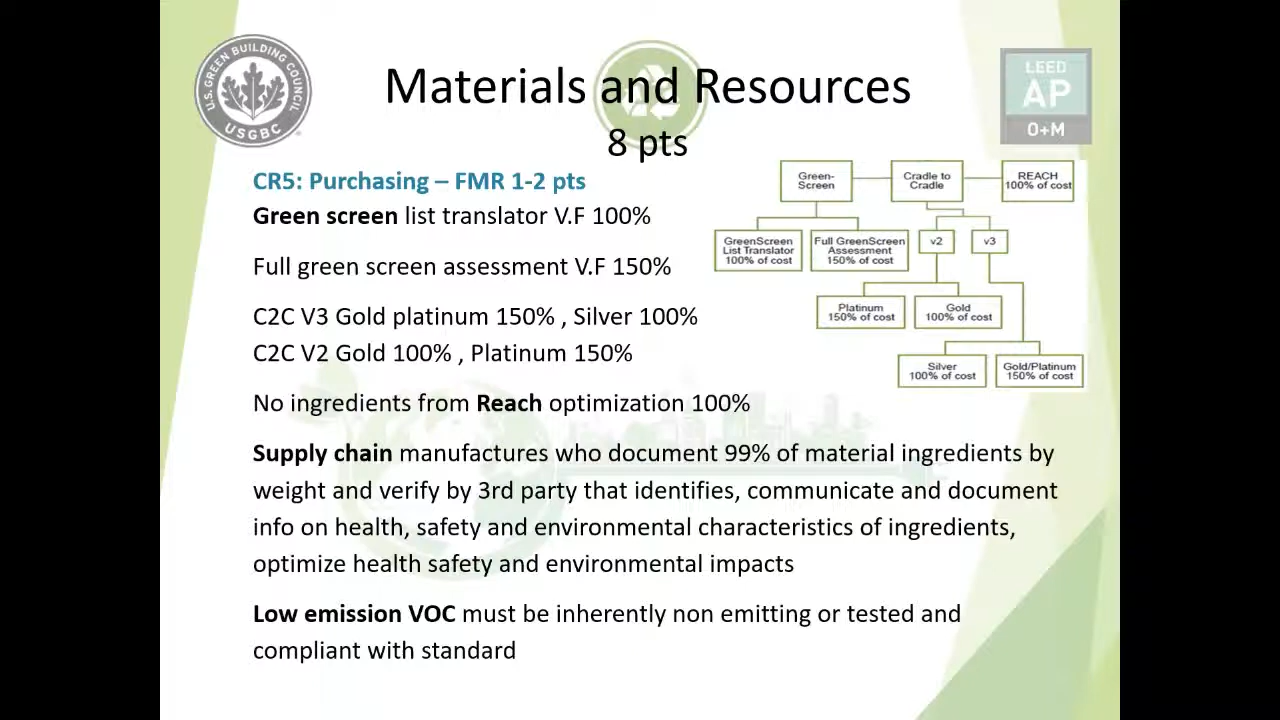 U.S. GREEN BUILDING COUNCIL
USGBC
Materials and Resources
8 pts
LEED
AP
O+M
CR5: Purchasing – FMR 1-2 pts
Green screen list translator V.F 100%
Full green screen assessment V.F 150%
C2C V3 Gold platinum 150% , Silver 100%
C2C V2 Gold 100% , Platinum 150%
No ingredients from Reach optimization 100%
Supply chain manufactures who document 99% of material ingredients by
weight and verify by 3rd party that identifies, communicate and document
info on health, safety and environmental characteristics of ingredients,
optimize health safety and environmental impacts
Low emission VOC must be inherently non emitting or tested and
compliant with standard
Green-
Screen
Cradle to
Cradle
REACH
100% of cost
GreenScreen
List Translator
100% of cost
Full GreenScreen
Assessment
150% of cost
v2
v3
Platinum
150% of cost
Gold
100% of cost
Silver
100% of cost
Gold/Platinum
150% of cost